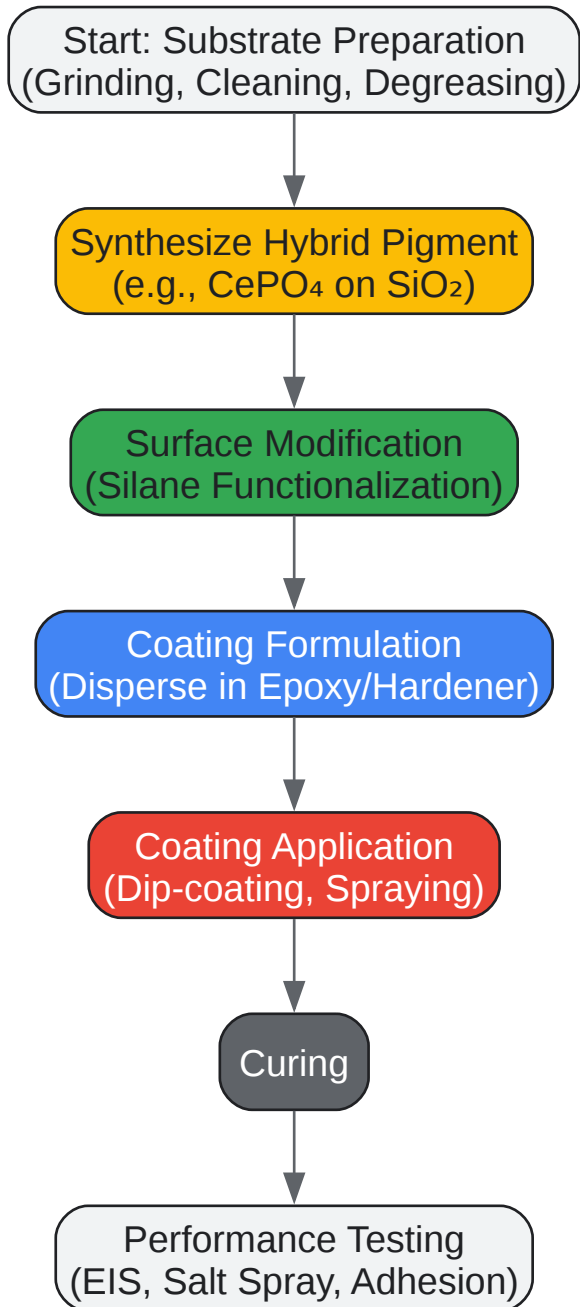 Start: Substrate Preparation
(Grinding, Cleaning, Degreasing)
Synthesize Hybrid Pigment
(e.g., CePO₄ on SiO₂)
Surface Modification
(Silane Functionalization)
Coating Formulation
(Disperse in Epoxy/Hardener)
Coating Application
(Dip-coating, Spraying)
Curing
Performance Testing
(EIS, Salt Spray, Adhesion)